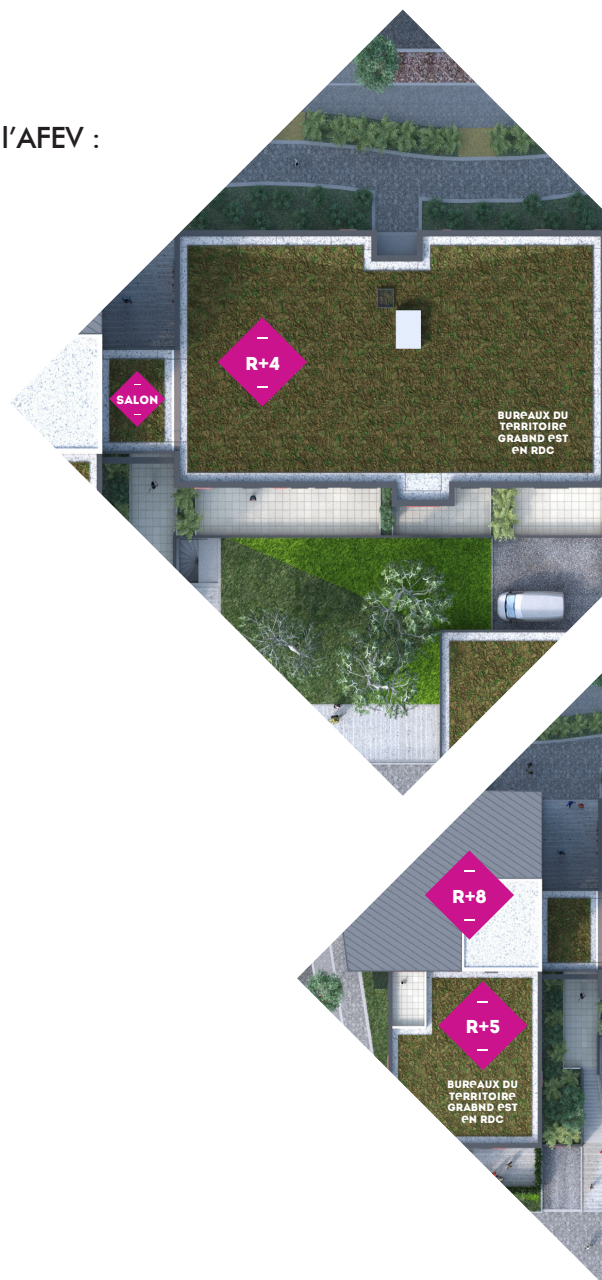 l'AFEV :
R+4
SALON
BUREAUX DU
TERRITOIRE
GRABND EST
EN RDC
R+8
R+5
BUREAUX DU
TERRITOIRE
GRABND EST
EN RDC